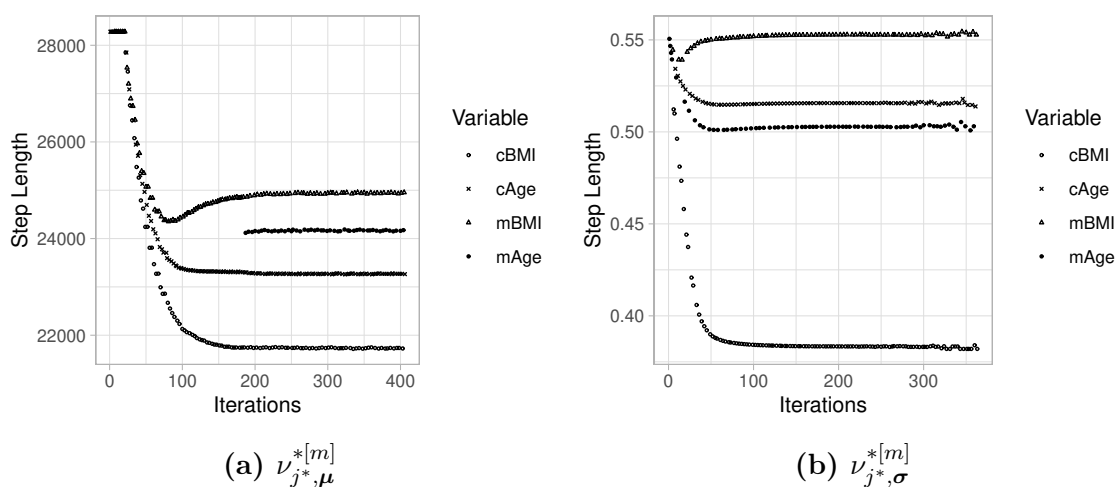 28000
26000
24000
22000
Step Length
0
100
200
300
400
Iterations
Variable
cBMI
cAge
mBMI
mAge
(a) ν*[m]j*,μ
0.55
0.50
0.45
0.40
Step Length
0
100
200
300
Iterations
Variable
cBMI
cAge
mBMI
mAge
(b) ν*[m]j*,σ